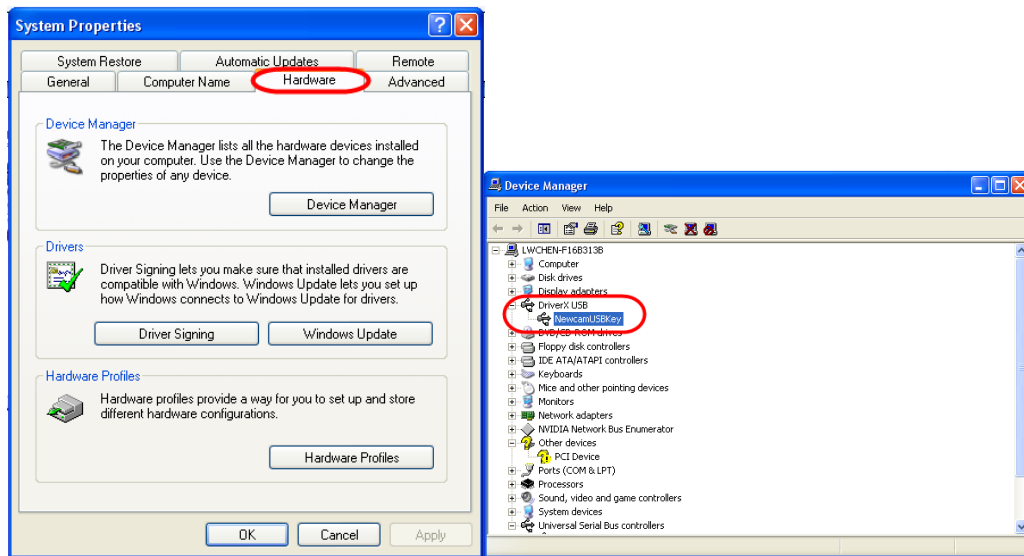 System Properties
System Restore
Automatic Updates
Remote
General
Computer Name
Hardware
Advanced
Device Manager
The Device Manager lists all the hardware devices installed
on your computer. Use the Device Manager to change the
properties of any device.
Device Manager
Drivers
Driver Signing lets you make sure that installed drivers are
compatible with Windows. Windows Update lets you set up
how Windows connects to Windows Update for drivers.
Driver Signing
Windows Update
Hardware Profiles
Hardware profiles provide a way for you to set up and store
different hardware configurations.
Hardware Profiles
OK
Cancel
Apply
Device Manager
File Action View Help
LWCHEN-F16B313B
Computer
Disk drives
Display adapters
DriverX USB
NewcamUSBKey
DVD/CD-ROM drives
Floppy disk controllers
IDE ATA/ATAPI controllers
Keyboards
Mice and other pointing devices
Monitors
Network adapters
NVIDIA Network Bus Enumerator
Other devices
PCI Device
Ports (COM & LPT)
Processors
Sound, video and game controllers
System devices
Universal Serial Bus controllers